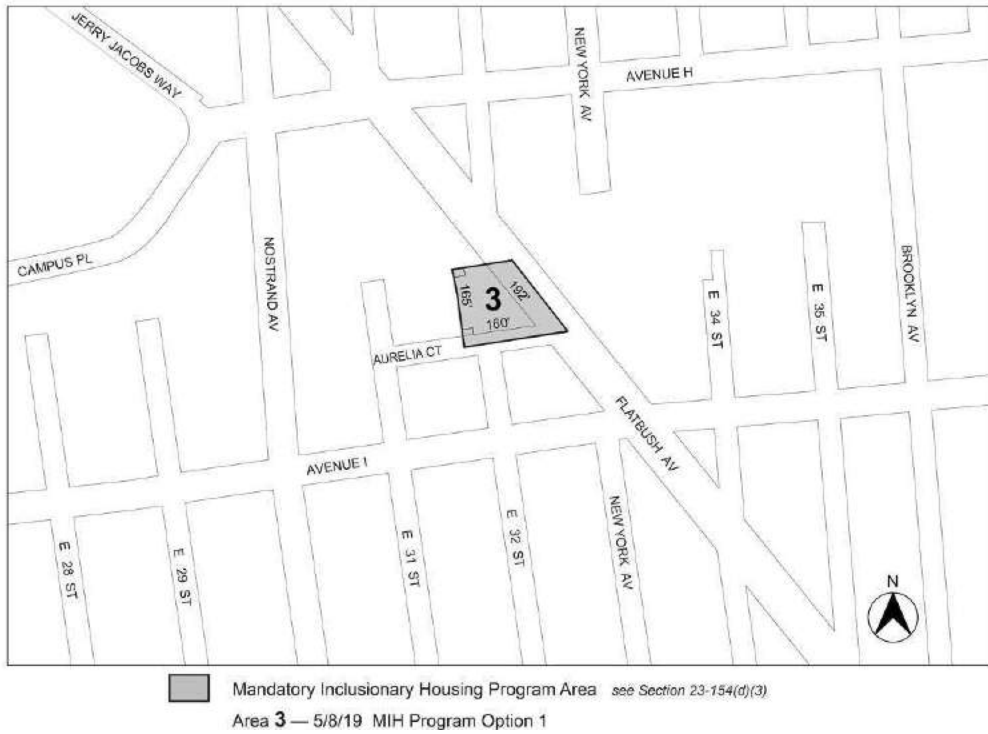 JERRY JACOBS WAY
NEW YORK AV
AVENUE H
CAMPUS PL
NOSTRAND AV
BROOKLYN AV
165'
3
192'
160'
AURELIA CT
E 34 ST
E 35 ST
FLATBUSH AV
AVENUE I
E 28 ST
E 29 ST
E 31 ST
E 32 ST
NEW YORK AV
N
Mandatory Inclusionary Housing Program Area see Section 23-154(d)(3)
Area 3 — 5/8/19 MIH Program Option 1